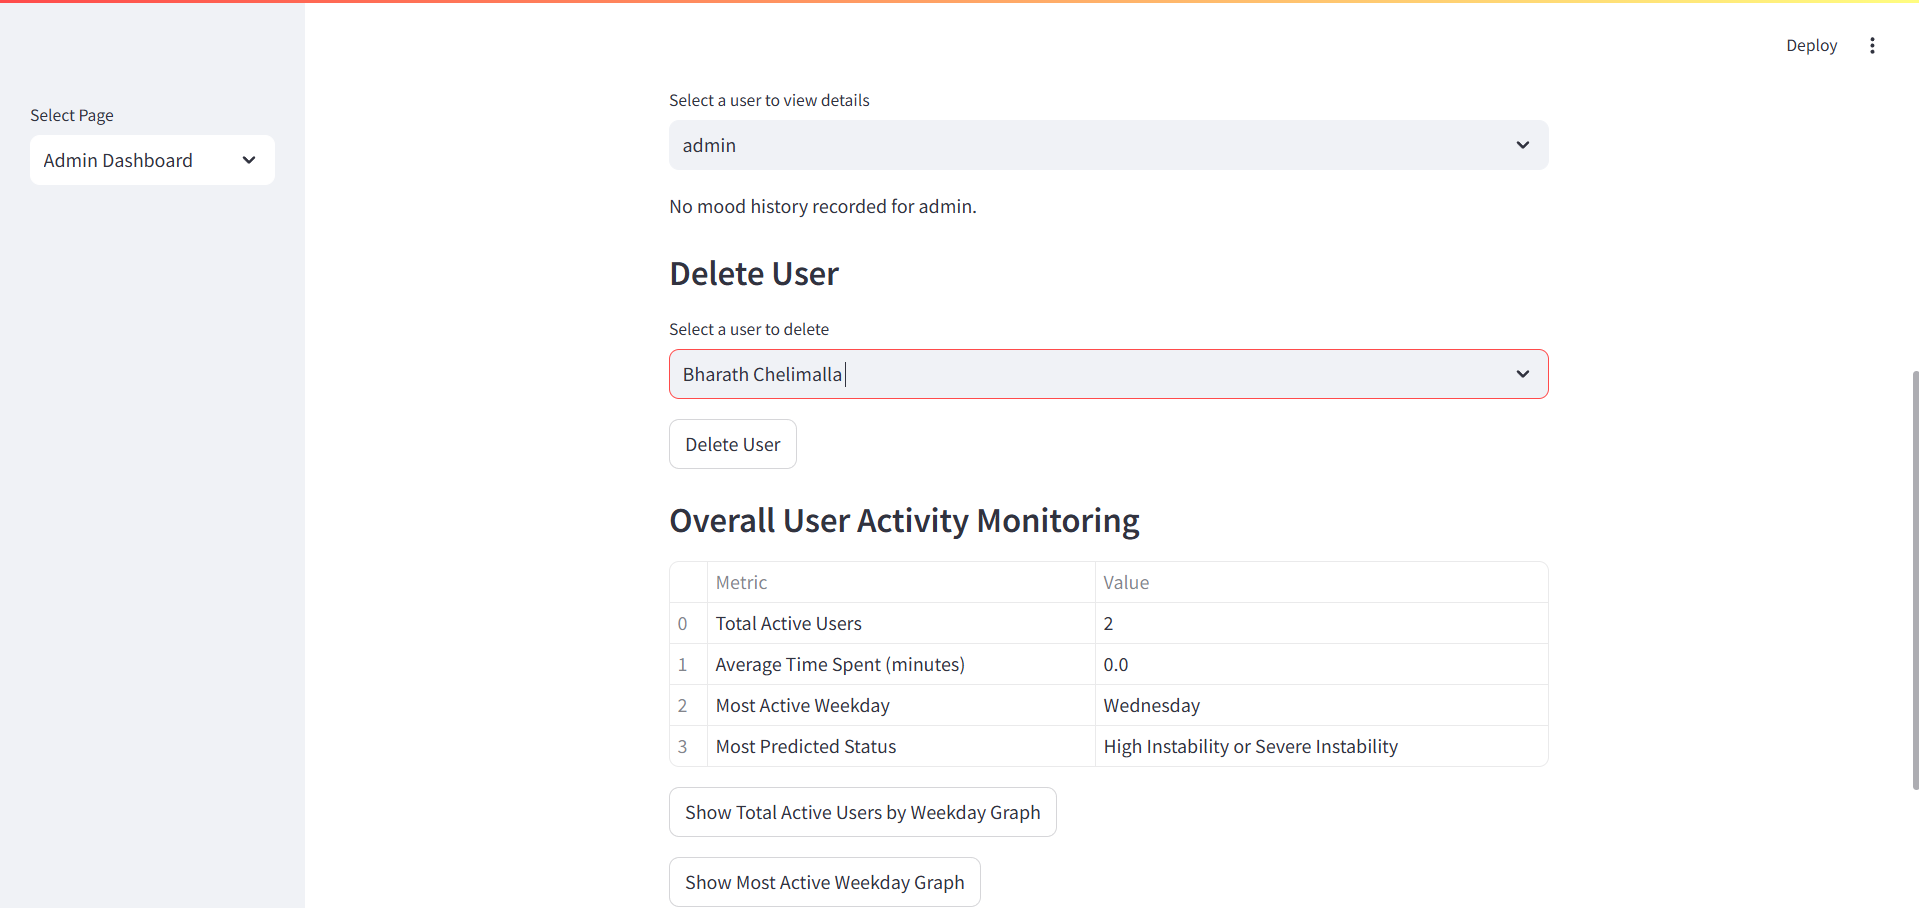 Deploy
Select Page
Admin Dashboard
Select a user to view details
admin
No mood history recorded for admin.
Delete User
Select a user to delete
Bharath Chelimalla
Delete User
Overall User Activity Monitoring
Metric Value
0 Total Active Users 2
1 Average Time Spent (minutes) 0.0
2 Most Active Weekday Wednesday
3 Most Predicted Status High Instability or Severe Instability
Show Total Active Users by Weekday Graph
Show Most Active Weekday Graph